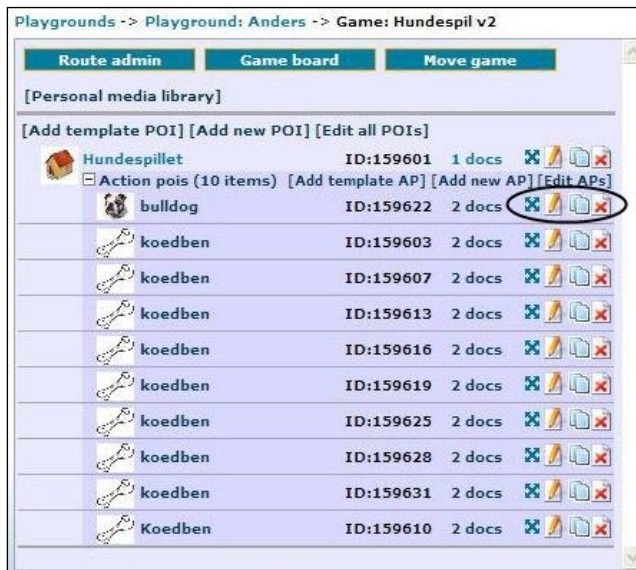 Playgrounds -> Playground: Anders -> Game: Hundespil v2
Route admin Game board Move game
[Personal media library]
[Add template POI] [Add new POI] [Edit all POIs]
Hundespillet ID:159601 1 docs
Action pois (10 items) [Add template AP] [Add new AP] [Edit APs]
bulldog ID:159622 2 docs
koedben ID:159603 2 docs
koedben ID:159607 2 docs
koedben ID:159613 2 docs
koedben ID:159616 2 docs
koedben ID:159619 2 docs
koedben ID:159625 2 docs
koedben ID:159628 2 docs
koedben ID:159631 2 docs
Koedben ID:159610 2 docs